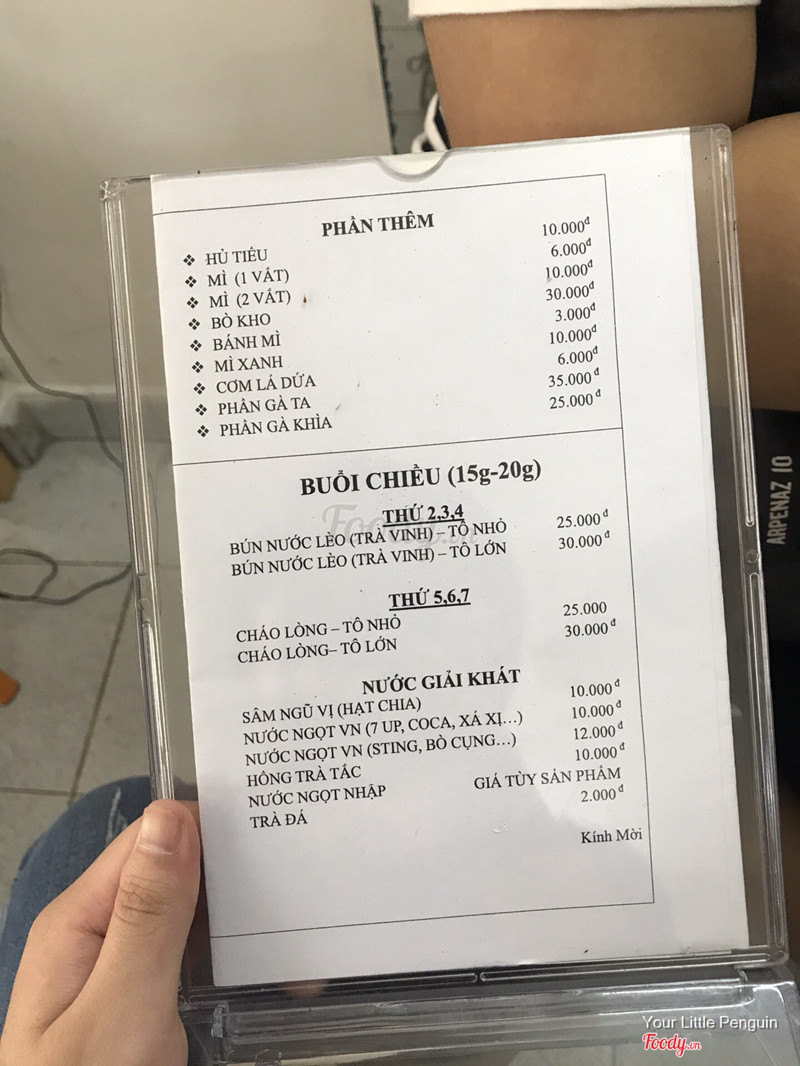 PHẦN THÊM
❖ HỦ TIÊU 10.000đ
❖ MÌ (1 VẮT) 6.000đ
❖ MÌ (2 VẮT) 10.000đ
❖ BÒ KHO 30.000đ
❖ BÁNH MÌ 3.000đ
❖ MÌ XANH 10.000đ
❖ CƠM LÁ DỨA 6.000đ
❖ PHẦN GÀ TA 35.000đ
❖ PHẦN GÀ KHÌA 25.000đ
BUỔI CHIỀU (15g-20g)
THỨ 2,3,4
BÚN NƯỚC LÈO (TRÀ VINH) – TÔ NHỎ 25.000đ
BÚN NƯỚC LÈO (TRÀ VINH) – TÔ LỚN 30.000đ
Foody.vn
THỨ 5,6,7
CHÁO LÒNG – TÔ NHỎ 25.000
CHÁO LÒNG– TÔ LỚN 30.000đ
NƯỚC GIẢI KHÁT
SÂM NGŨ VỊ (HẠT CHIA) 10.000đ
NƯỚC NGỌT VN (7 UP, COCA, XÁ XỊ…) 10.000đ
NƯỚC NGỌT VN (STING, BÒ CỤNG…) 12.000đ
HỒNG TRÀ TẮC 10.000đ
NƯỚC NGỌT NHẬP GIÁ TÙY SẢN PHẨM
TRÀ ĐÁ 2.000đ
Kính Mời
ARPENAZ 10
Your Little Penguin
Foody.vn